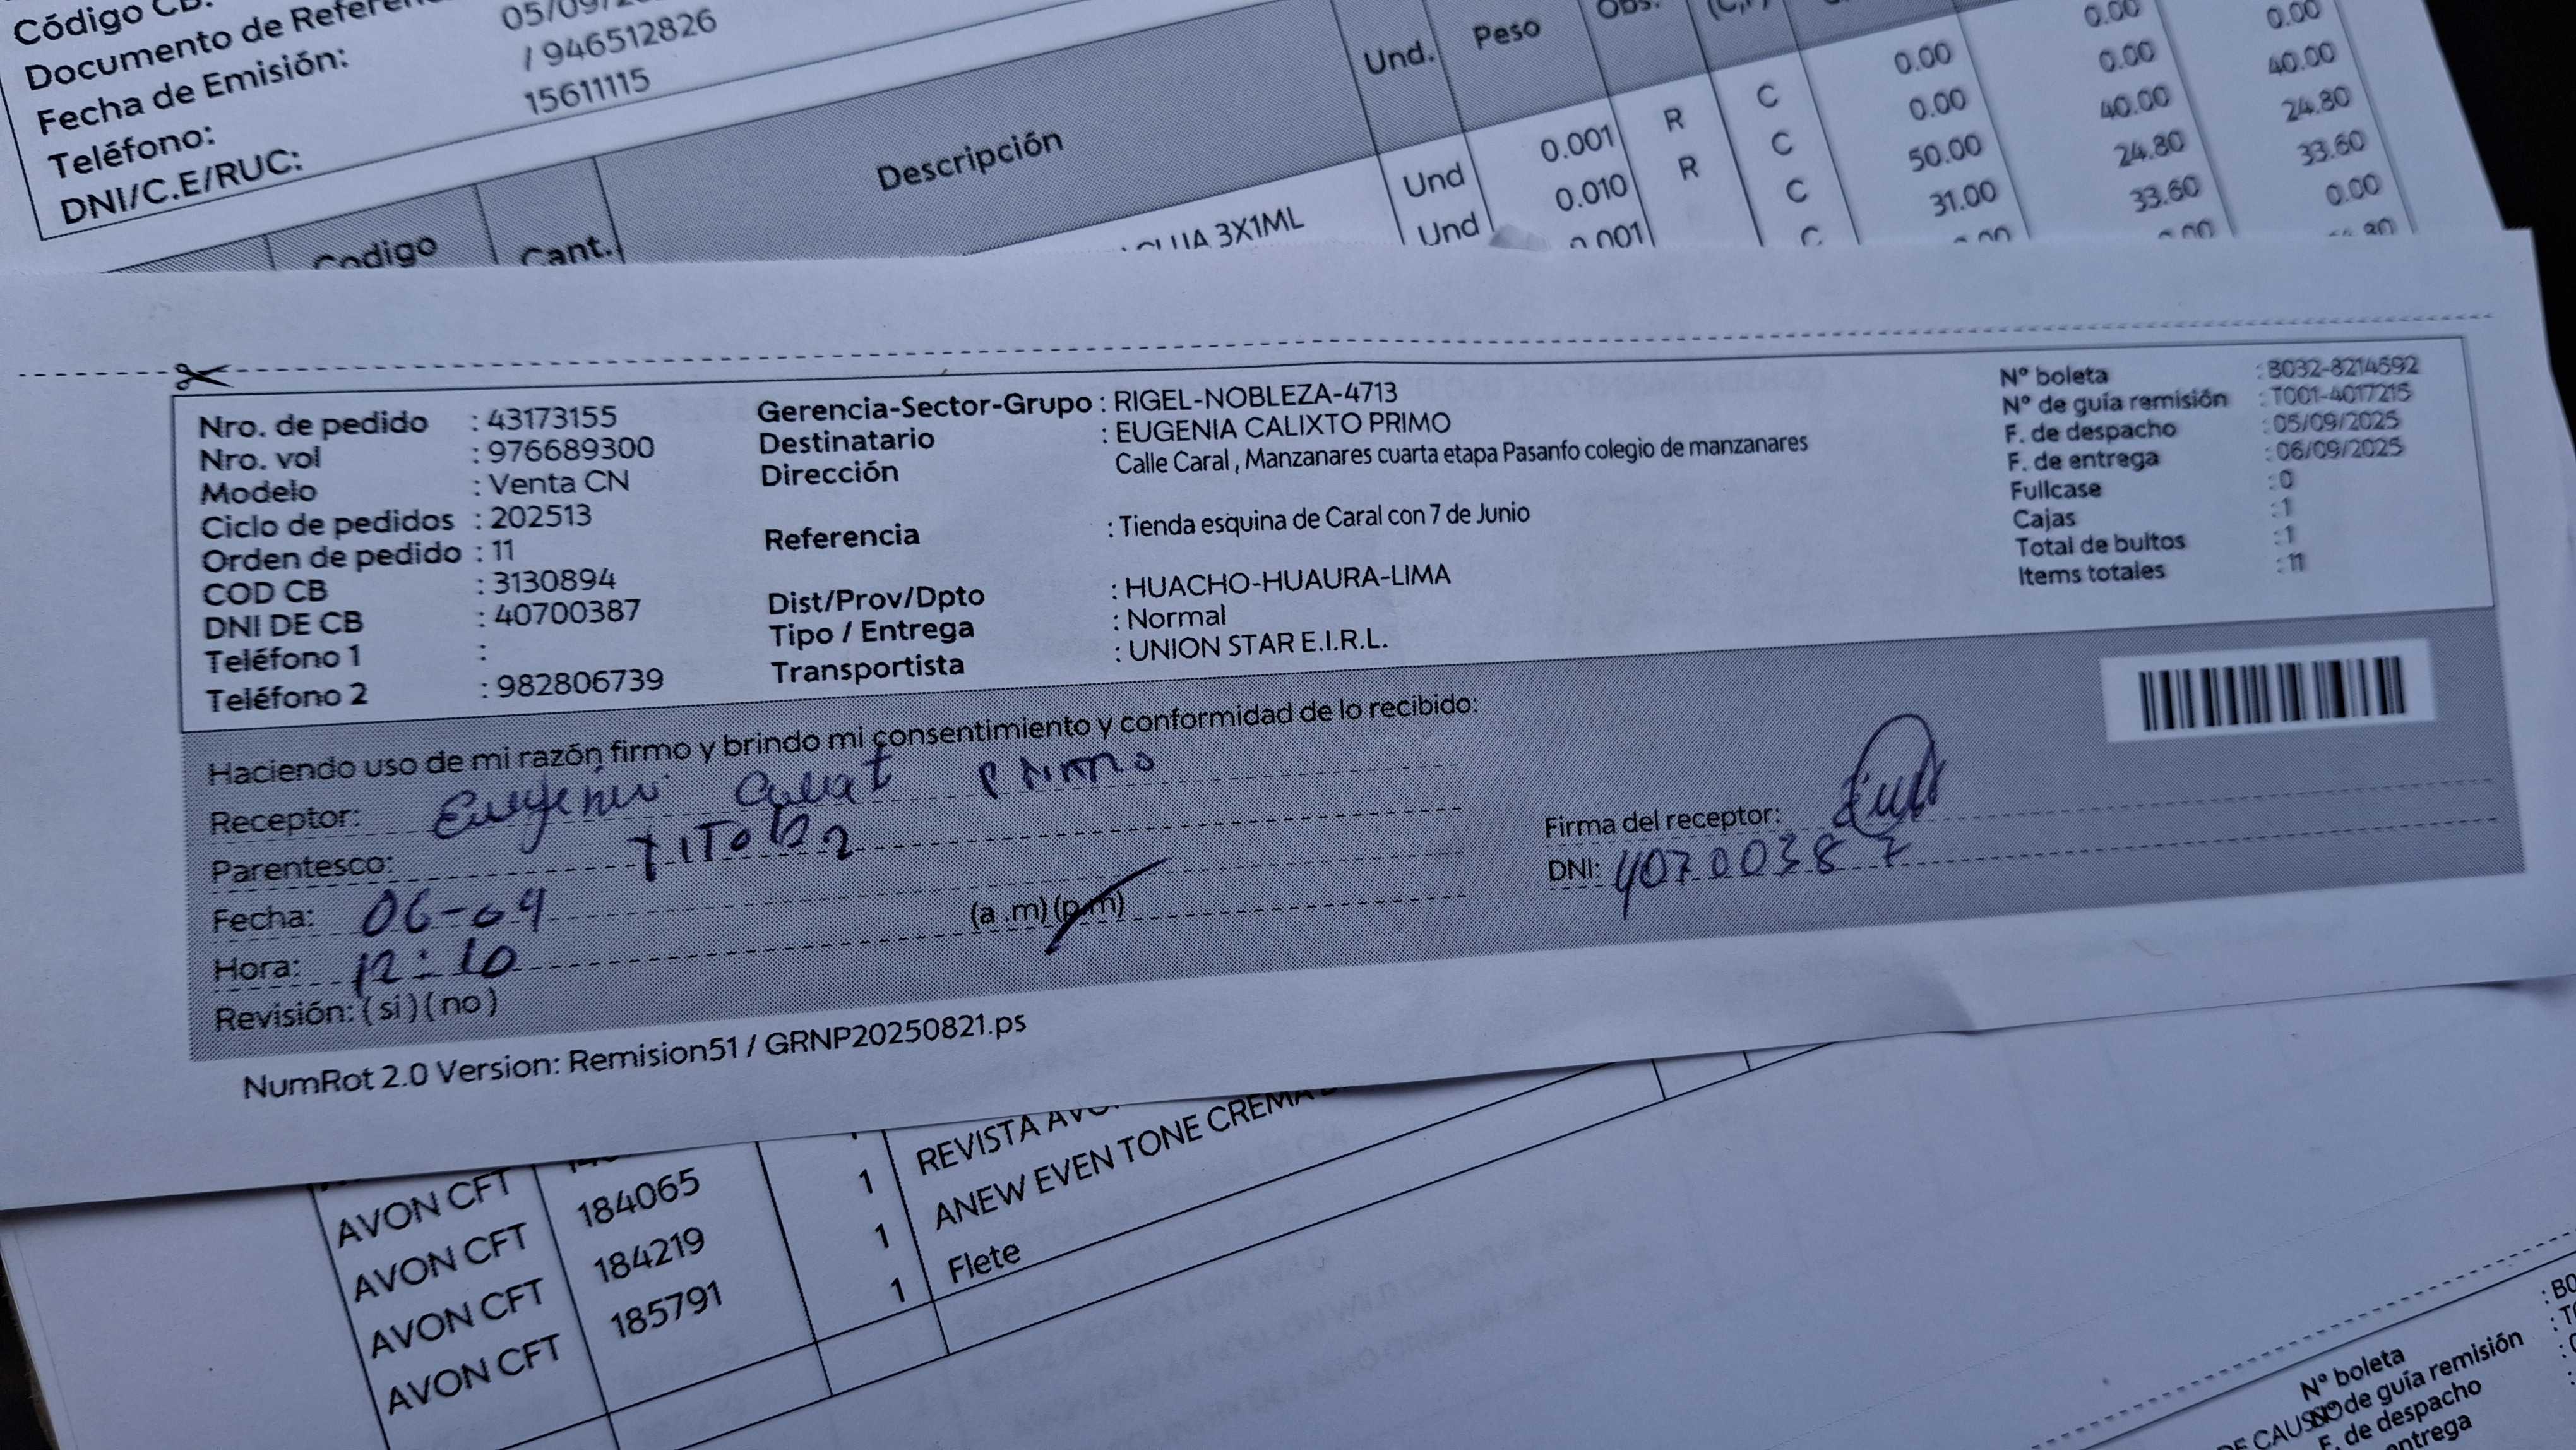 Código CB:
Documento de Referen
Fecha de Emisión: 05/09/2
Teléfono: / 946512826
DNI/C.E/RUC: 15611115
Codigo Cant. Descripción Und. Peso Obs.
0.00 0.00
0.00 0.00 40.00
Und 0.001 R C 0.00 40.00 24.80
3X1ML Und 0.010 R C 50.00 24.80 33.60
0.001 C 31.00 33.60 0.00
Nro. de pedido : 43173155
Nro. vol : 976689300
Modelo : Venta CN
Ciclo de pedidos : 202513
Orden de pedido : 11
COD CB : 3130894
DNI DE CB : 40700387
Teléfono 1 :
Teléfono 2 : 982806739
Gerencia-Sector-Grupo : RIGEL-NOBLEZA-4713
Destinatario : EUGENIA CALIXTO PRIMO
Dirección Calle Caral , Manzanares cuarta etapa Pasanfo colegio de manzanares
Referencia : Tienda esquina de Caral con 7 de Junio
Dist/Prov/Dpto : HUACHO-HUAURA-LIMA
Tipo / Entrega : Normal
Transportista : UNION STAR E.I.R.L.
Nº boleta : B032-8214592
Nº de guía remisión : T001-4017215
F. de despacho : 05/09/2025
F. de entrega : 06/09/2025
Fullcase : 0
Cajas : 1
Total de bultos : 1
Items totales : 11
Haciendo uso de mi razón firmo y brindo mi consentimiento y conformidad de lo recibido:
Receptor: Primo
Parentesco:
Fecha: 06-09
Hora: 12:10 (a .m) (p.m)
Revisión: ( si ) ( no )
Firma del receptor:
DNI: 40700387
NumRot 2.0 Version: Remision51 / GRNP20250821.ps
AVON CFT REVISTA
AVON CFT 184065 1 ANEW EVEN TONE CREMA
AVON CFT 184219 1 Flete
AVON CFT 185791 1
Nº boleta
Nº de guía remisión
F. de despacho
entrega